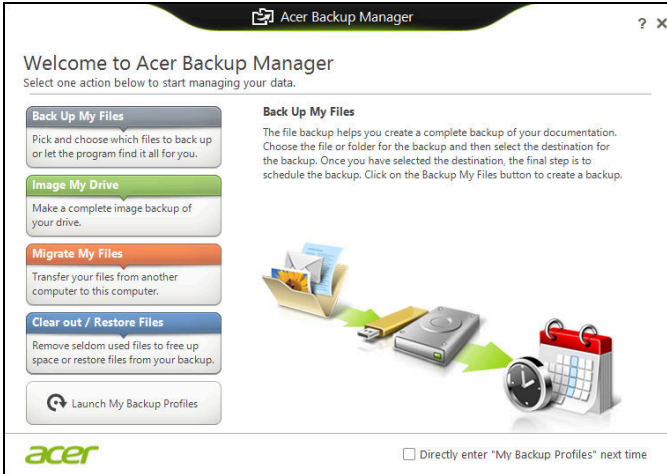 Acer Backup Manager
?
Welcome to Acer Backup Manager
Select one action below to start managing your data.
Back Up My Files
Pick and choose which files to back up
or let the program find it all for you.
Image My Drive
Make a complete image backup of
your drive.
Migrate My Files
Transfer your files from another
computer to this computer.
Clear out / Restore Files
Remove seldom used files to free up
space or restore files from your backup.
Launch My Backup Profiles
Back Up My Files
The file backup helps you create a complete backup of your documentation.
Choose the file or folder for the backup and then select the destination for
the backup. Once you have selected the destination, the final step is to
schedule the backup. Click on the Backup My Files button to create a backup.
acer
Directly enter "My Backup Profiles" next time